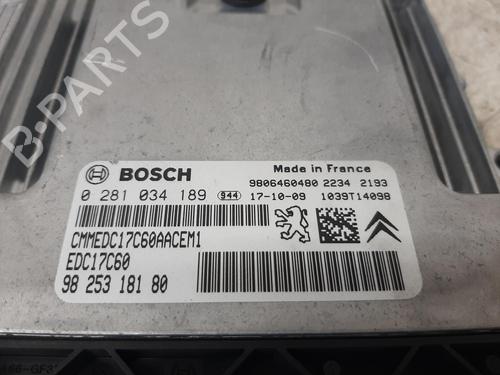 B-PARTS
BOSCH
Made in France
9806460480 2234 2193
0 281 034 189 944 17-10-09 1039T14098
CMMEDC17C60AACEM1
EDC17C60
98 253 181 80